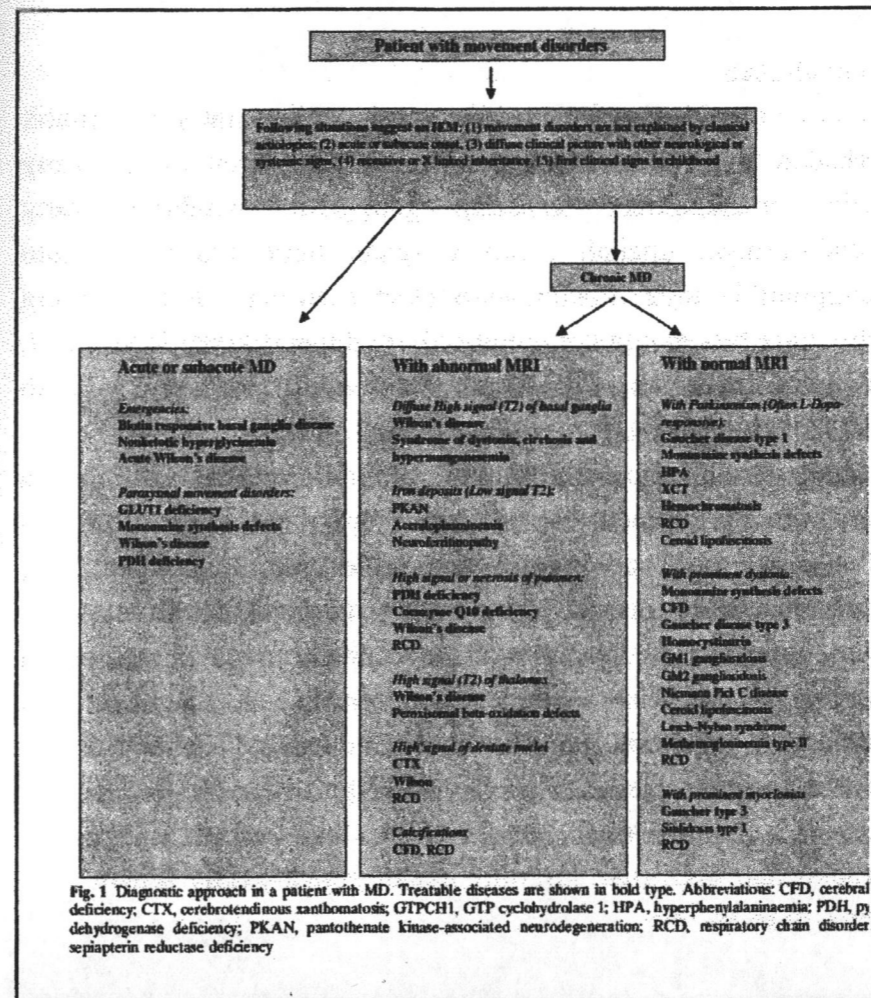 Patient with movement disorders
Following situations suggest an IEM: (1) movement disorders are not explained by clinical
aetiologies; (2) acute or subacute onset, (3) diffuse clinical picture with other neurological or
systemic signs, (4) recessive or X linked inheritance, (5) first clinical signs in childhood
Chronic MD
Acute or subacute MD
Emergencies:
Biotin responsive basal ganglia disease
Nonketotic hyperglycinemia
Acute Wilson's disease
Paroxysmal movement disorders:
GLUT1 deficiency
Monoamine synthesis defects
Wilson's disease
PDH deficiency
With abnormal MRI
Diffuse High signal (T2) of basal ganglia
Wilson's disease
Syndrome of dystonia, cirrhosis and
hypermanganesemia
Iron deposits (Low signal T2):
PKAN
Aceruloplasminemia
Neuroferritinopathy
High signal or necrosis of putamen:
PDH deficiency
Coenzyme Q10 deficiency
Wilson's disease
RCD
High signal (T2) of thalamus
Wilson's disease
Peroxisomal beta-oxidation defects
High signal of dentate nuclei
CTX
Wilson
RCD
Calcifications
CFD, RCD
With normal MRI
With Parkinsonism (Often L-Dopa-
responsive):
Gaucher disease type 1
Monoamine synthesis defects
HPA
XCT
Hemochromatosis
RCD
Ceroid lipofuscinosis
With prominent dystonia
Monoamine synthesis defects
CFD
Gaucher disease type 3
Homocystinuria
GM1 gangliosidosis
GM2 gangliosidosis
Niemann Pick C disease
Ceroid lipofuscinosis
Lesch-Nyhan syndrome
type II
RCD
With prominent myoclonus
Gaucher type 3
Sialidosis type 1
RCD
Fig. 1 Diagnostic approach in a patient with MD. Treatable diseases are shown in bold type. Abbreviations: CFD, cerebral
deficiency; CTX, cerebrotendinous xanthomatosis; GTPCH1, GTP cyclohydrolase 1; HPA, hyperphenylalaninaemia; PDH, py
dehydrogenase deficiency; PKAN, pantothenate kinase-associated neurodegeneration; RCD, respiratory chain disorder
sepiapterin reductase deficiency